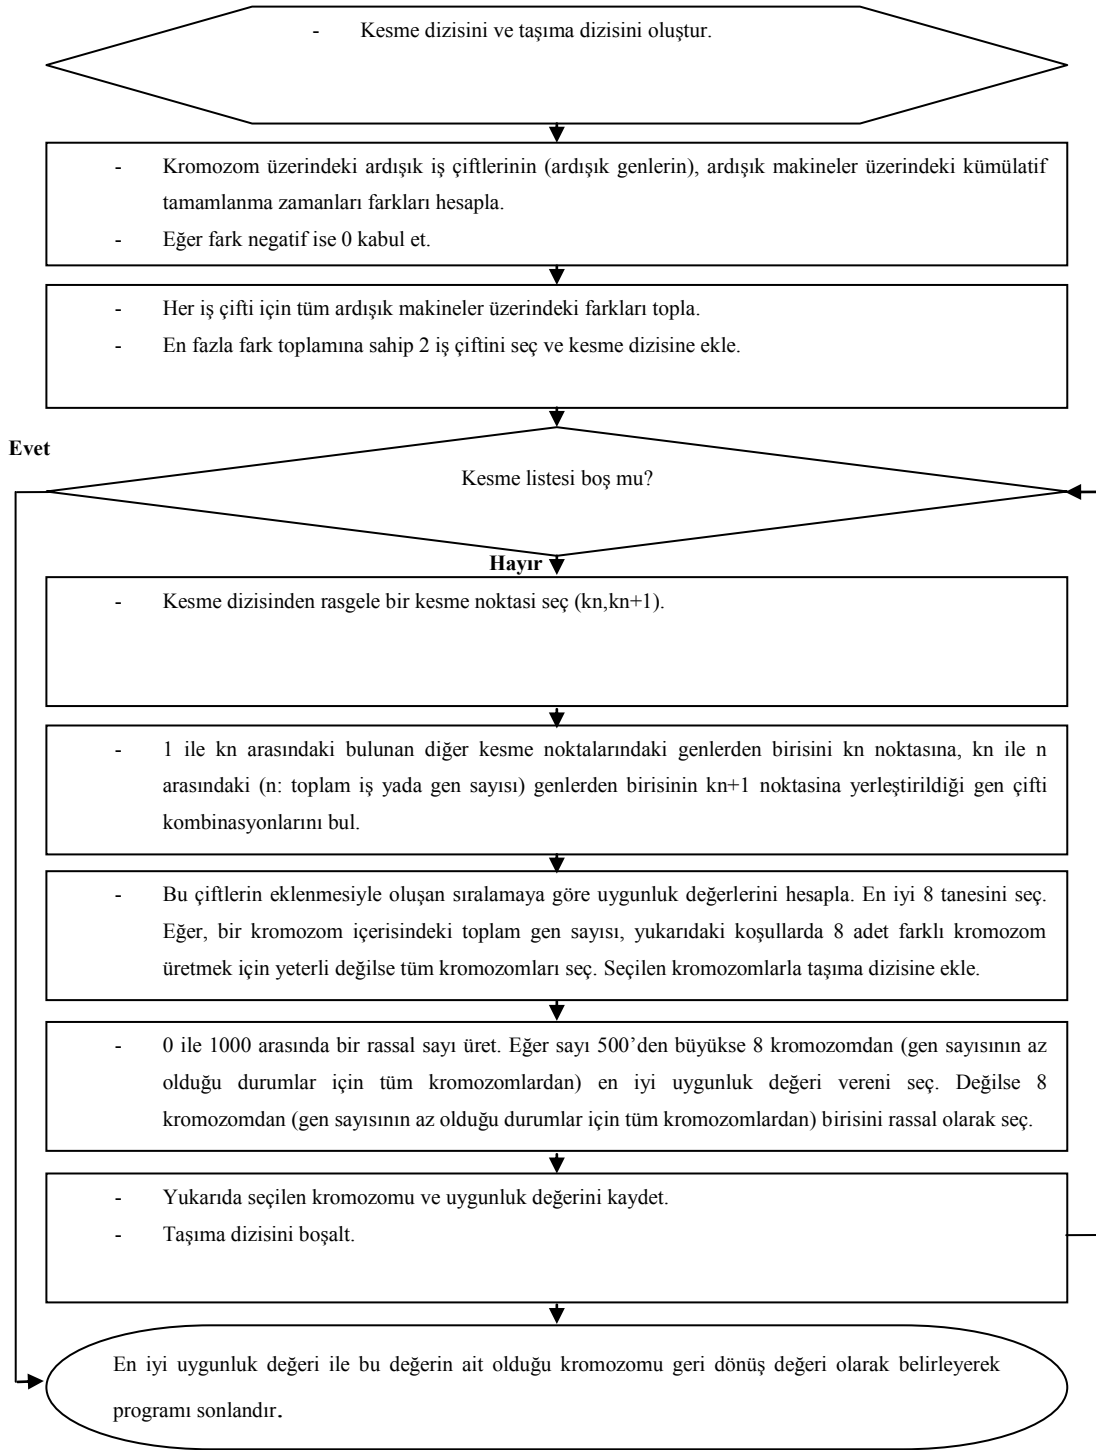 - Kesme dizisini ve taşıma dizisini oluştur.
- Kromozom üzerindeki ardışık iş çiftlerinin (ardışık genlerin), ardışık makineler üzerindeki kümülatif
tamamlanma zamanları farkları hesapla.
- Eğer fark negatif ise 0 kabul et.
- Her iş çifti için tüm ardışık makineler üzerindeki farkları topla.
- En fazla fark toplamına sahip 2 iş çiftini seç ve kesme dizisine ekle.
Evet
Kesme listesi boş mu?
Hayır
- Kesme dizisinden rasgele bir kesme noktasi seç (kn,kn+1).
- 1 ile kn arasındaki bulunan diğer kesme noktalarındaki genlerden birisini kn noktasına, kn ile n
arasındaki (n: toplam iş yada gen sayısı) genlerden birisinin kn+1 noktasina yerleştirildiği gen çifti
kombinasyonlarını bul.
- Bu çiftlerin eklenmesiyle oluşan sıralamaya göre uygunluk değerlerini hesapla. En iyi 8 tanesini seç.
Eğer, bir kromozom içerisindeki toplam gen sayısı, yukarıdaki koşullarda 8 adet farklı kromozom
üretmek için yeterli değilse tüm kromozomları seç. Seçilen kromozomlarla taşıma dizisine ekle.
- 0 ile 1000 arasında bir rassal sayı üret. Eğer sayı 500’den büyükse 8 kromozomdan (gen sayısının az
olduğu durumlar için tüm kromozomlardan) en iyi uygunluk değeri vereni seç. Değilse 8
kromozomdan (gen sayısının az olduğu durumlar için tüm kromozomlardan) birisini rassal olarak seç.
- Yukarıda seçilen kromozomu ve uygunluk değerini kaydet.
- Taşıma dizisini boşalt.
En iyi uygunluk değeri ile bu değerin ait olduğu kromozomu geri dönüş değeri olarak belirleyerek
programı sonlandır.